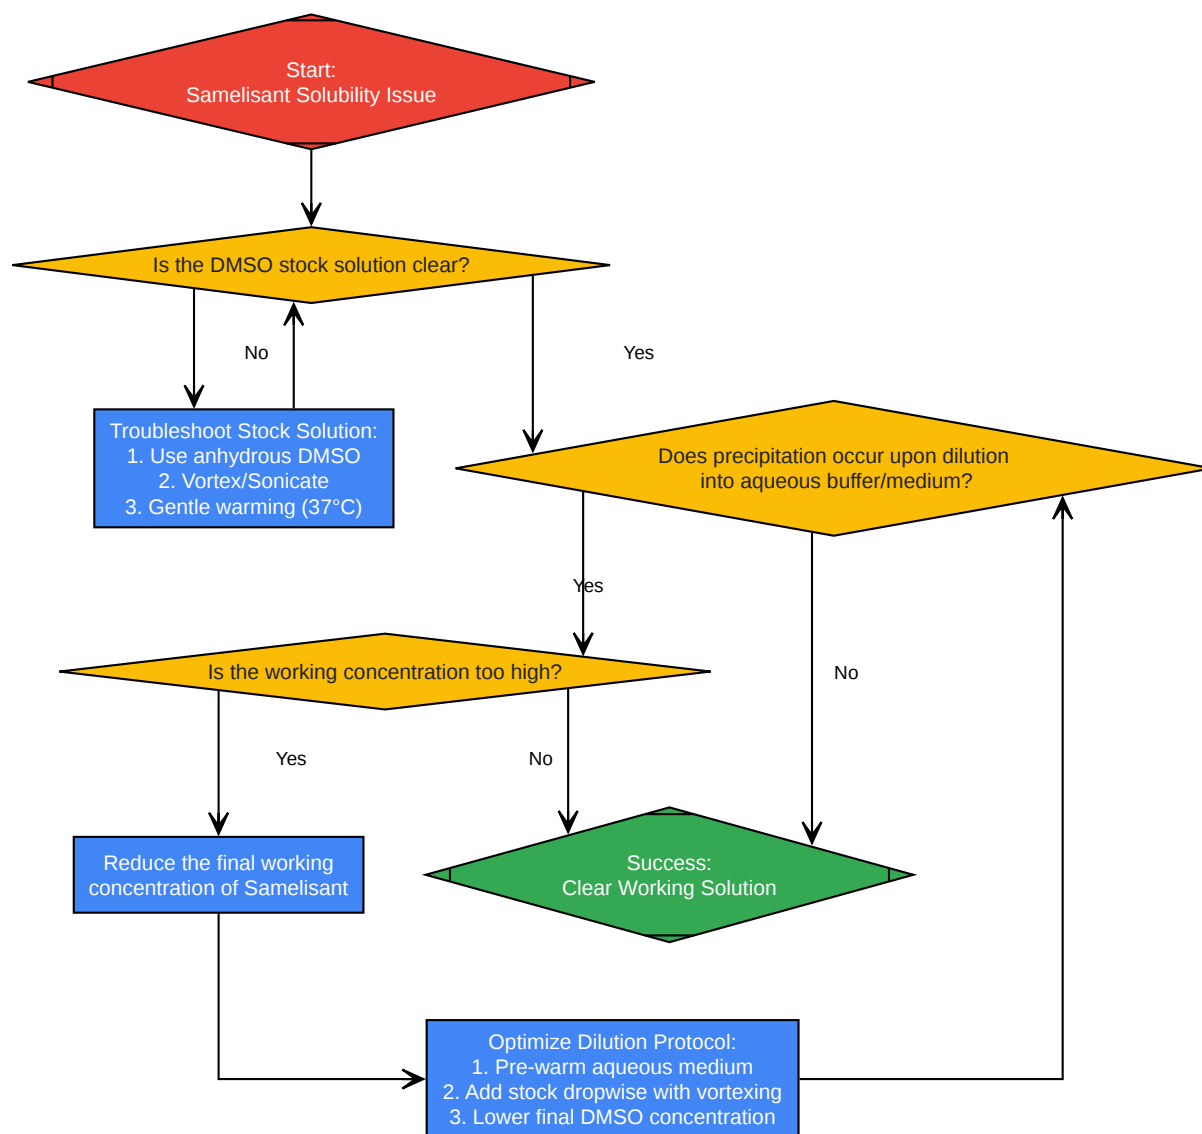 Start:
Samelisant Solubility Issue
Is the DMSO stock solution clear?
No
Yes
Troubleshoot Stock Solution:
1. Use anhydrous DMSO
2. Vortex/Sonicate
3. Gentle warming (37°C)
Does precipitation occur upon dilution
into aqueous buffer/medium?
Yes
No
Is the working concentration too high?
Yes
No
Reduce the final working
concentration of Samelisant
Success:
Clear Working Solution
Optimize Dilution Protocol:
1. Pre-warm aqueous medium
2. Add stock dropwise with vortexing
3. Lower final DMSO concentration